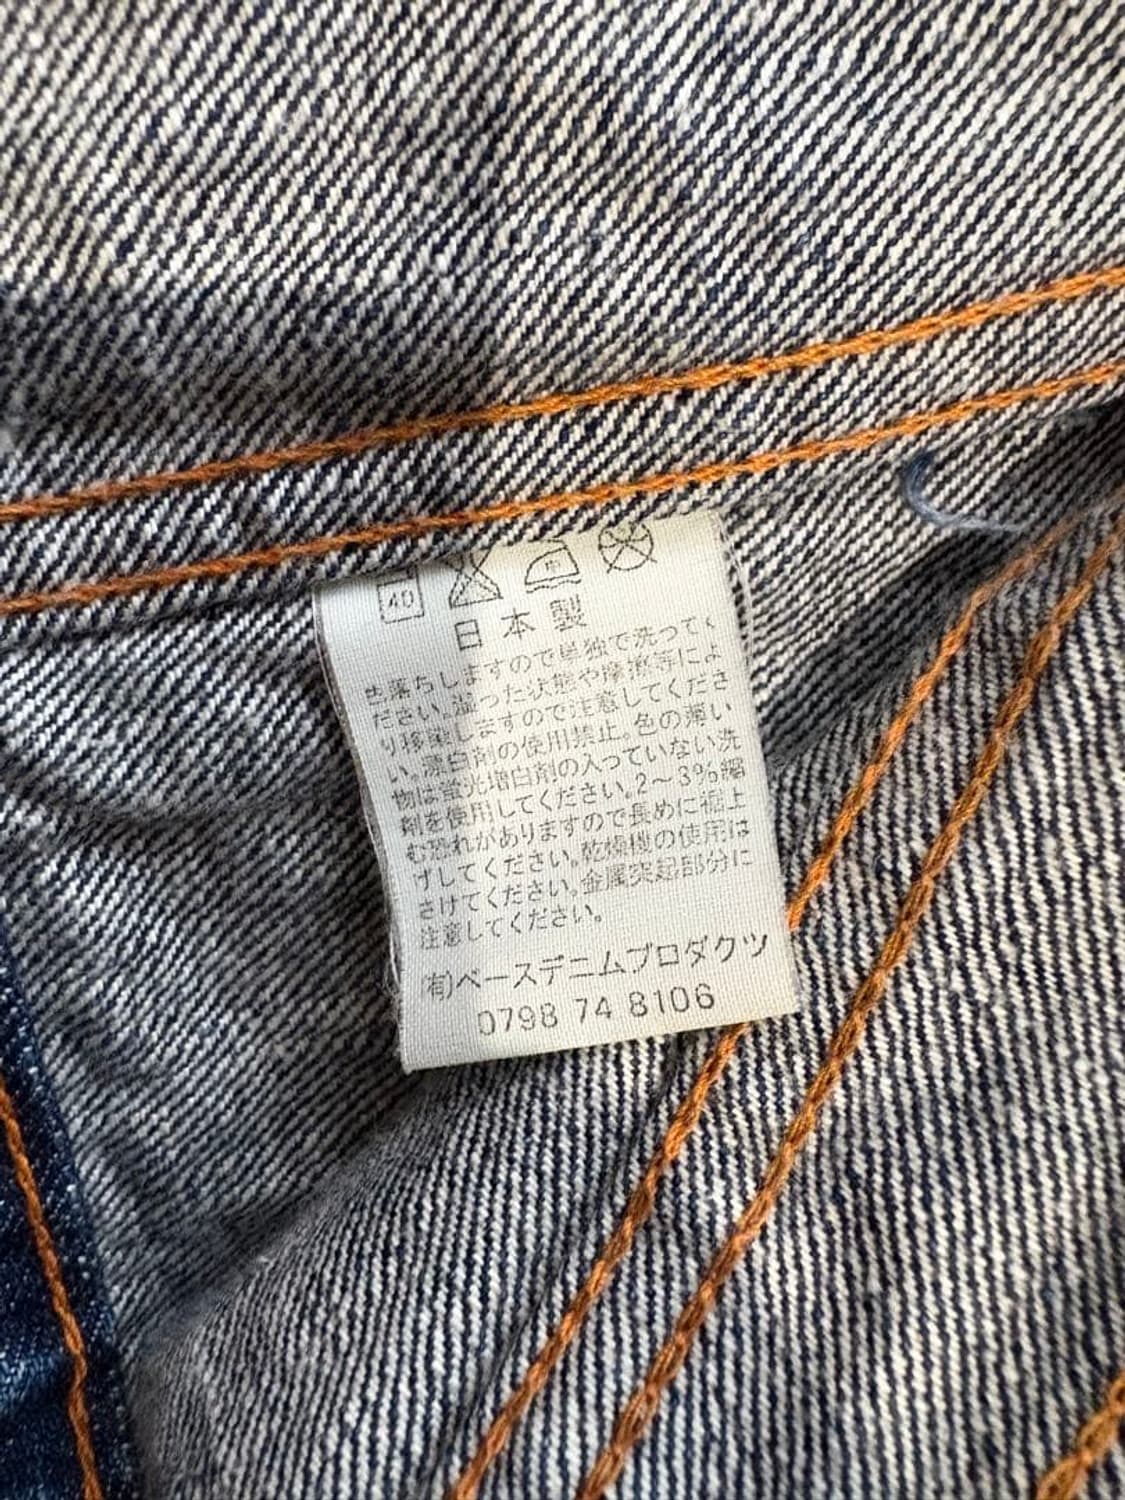 40
日本製
色落ちしますので単独で洗ってく
ださい。湿った状態や摩擦等によ
り移染しますので注意してくださ
い。漂白剤の使用禁止。色の薄い
物は蛍光増白剤の入っていない洗
剤を使用してください。2～3%縮
む恐れがありますので長めに裾上
げしてください。乾燥機の使用は
さけてください。金属突起部分に
注意してください。
(有)ベースデニムプロダクツ
0798 74 8106